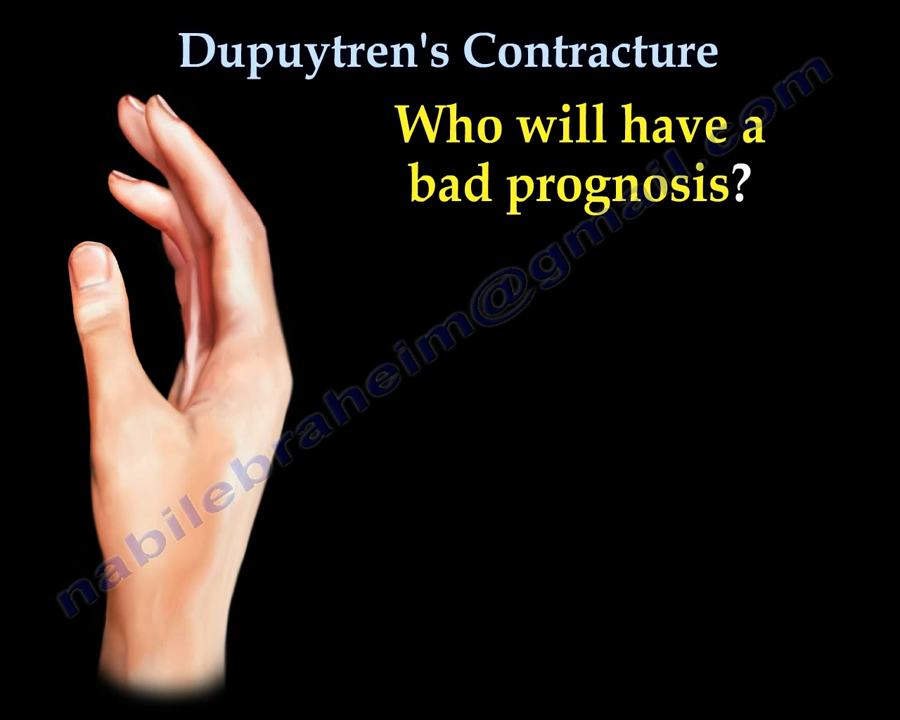 Dupuytren's Contracture
Who will have a
bad prognosis?
nabilebraheim@gmail.com